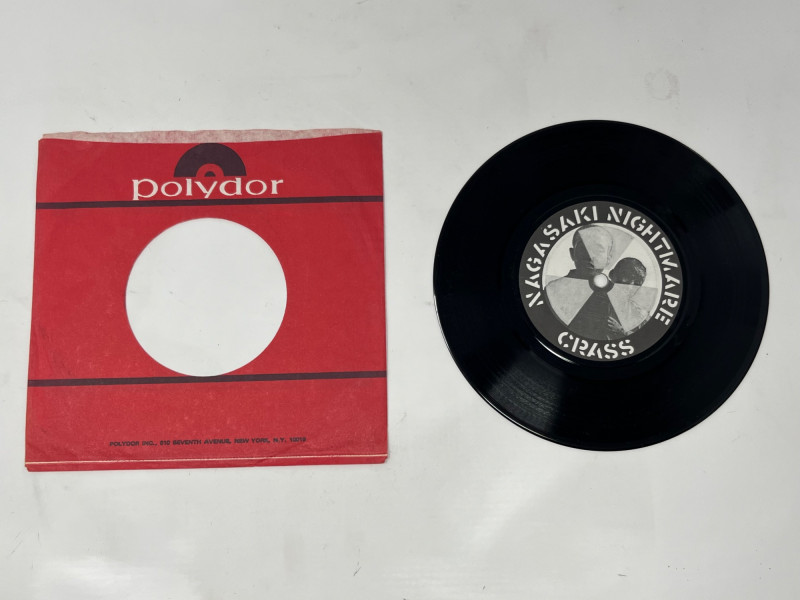 polydor
POLYDOR INC., 810 SEVENTH AVENUE, NEW YORK, N.Y. 10019
NAGASAKI NIGHTMARE
CRASS